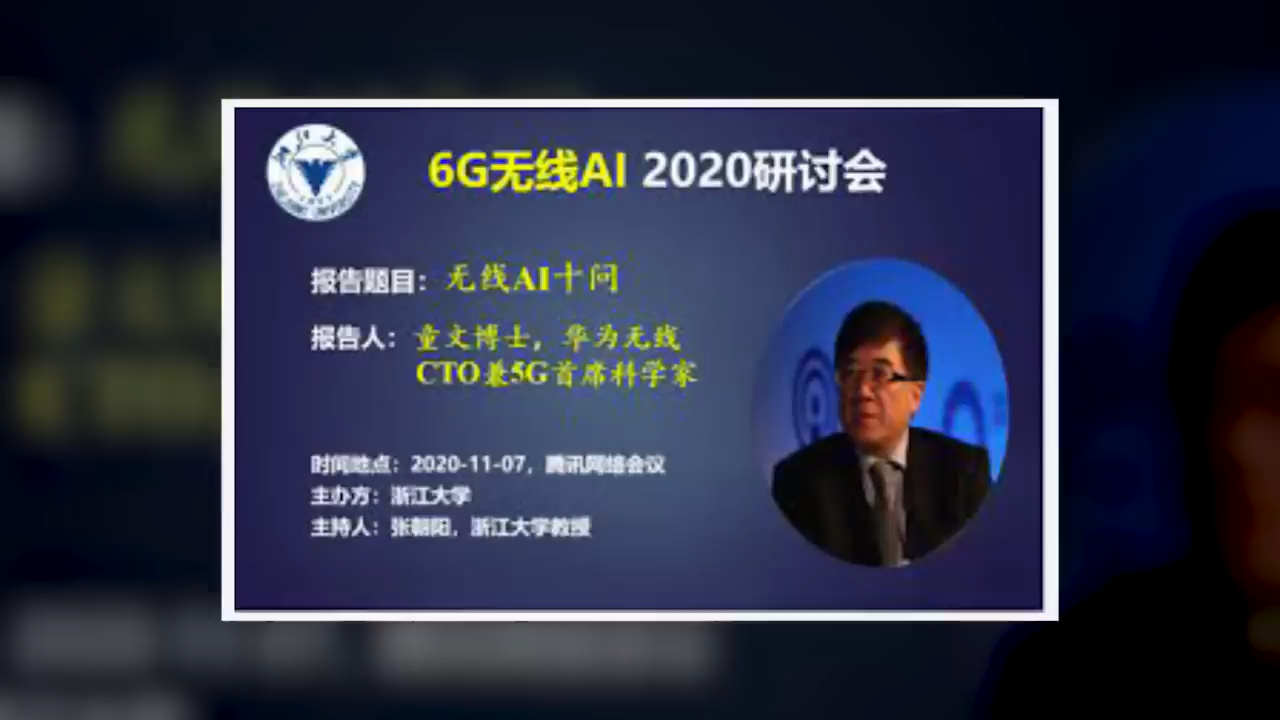 6G无线AI 2020研讨会
报告题目：无线AI十问
报告人：童文博士，华为无线
CTO兼5G首席科学家
时间地点：2020-11-07，腾讯网络会议
主办方：浙江大学
主持人：张朝阳，浙江大学教授